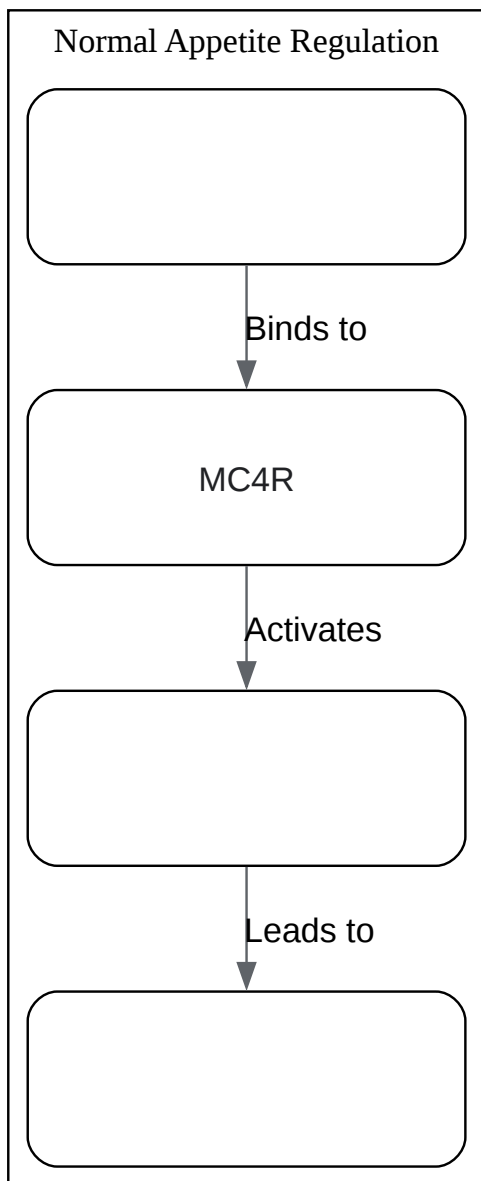 Normal Appetite Regulation
Binds to
MC4R
Activates
Leads to